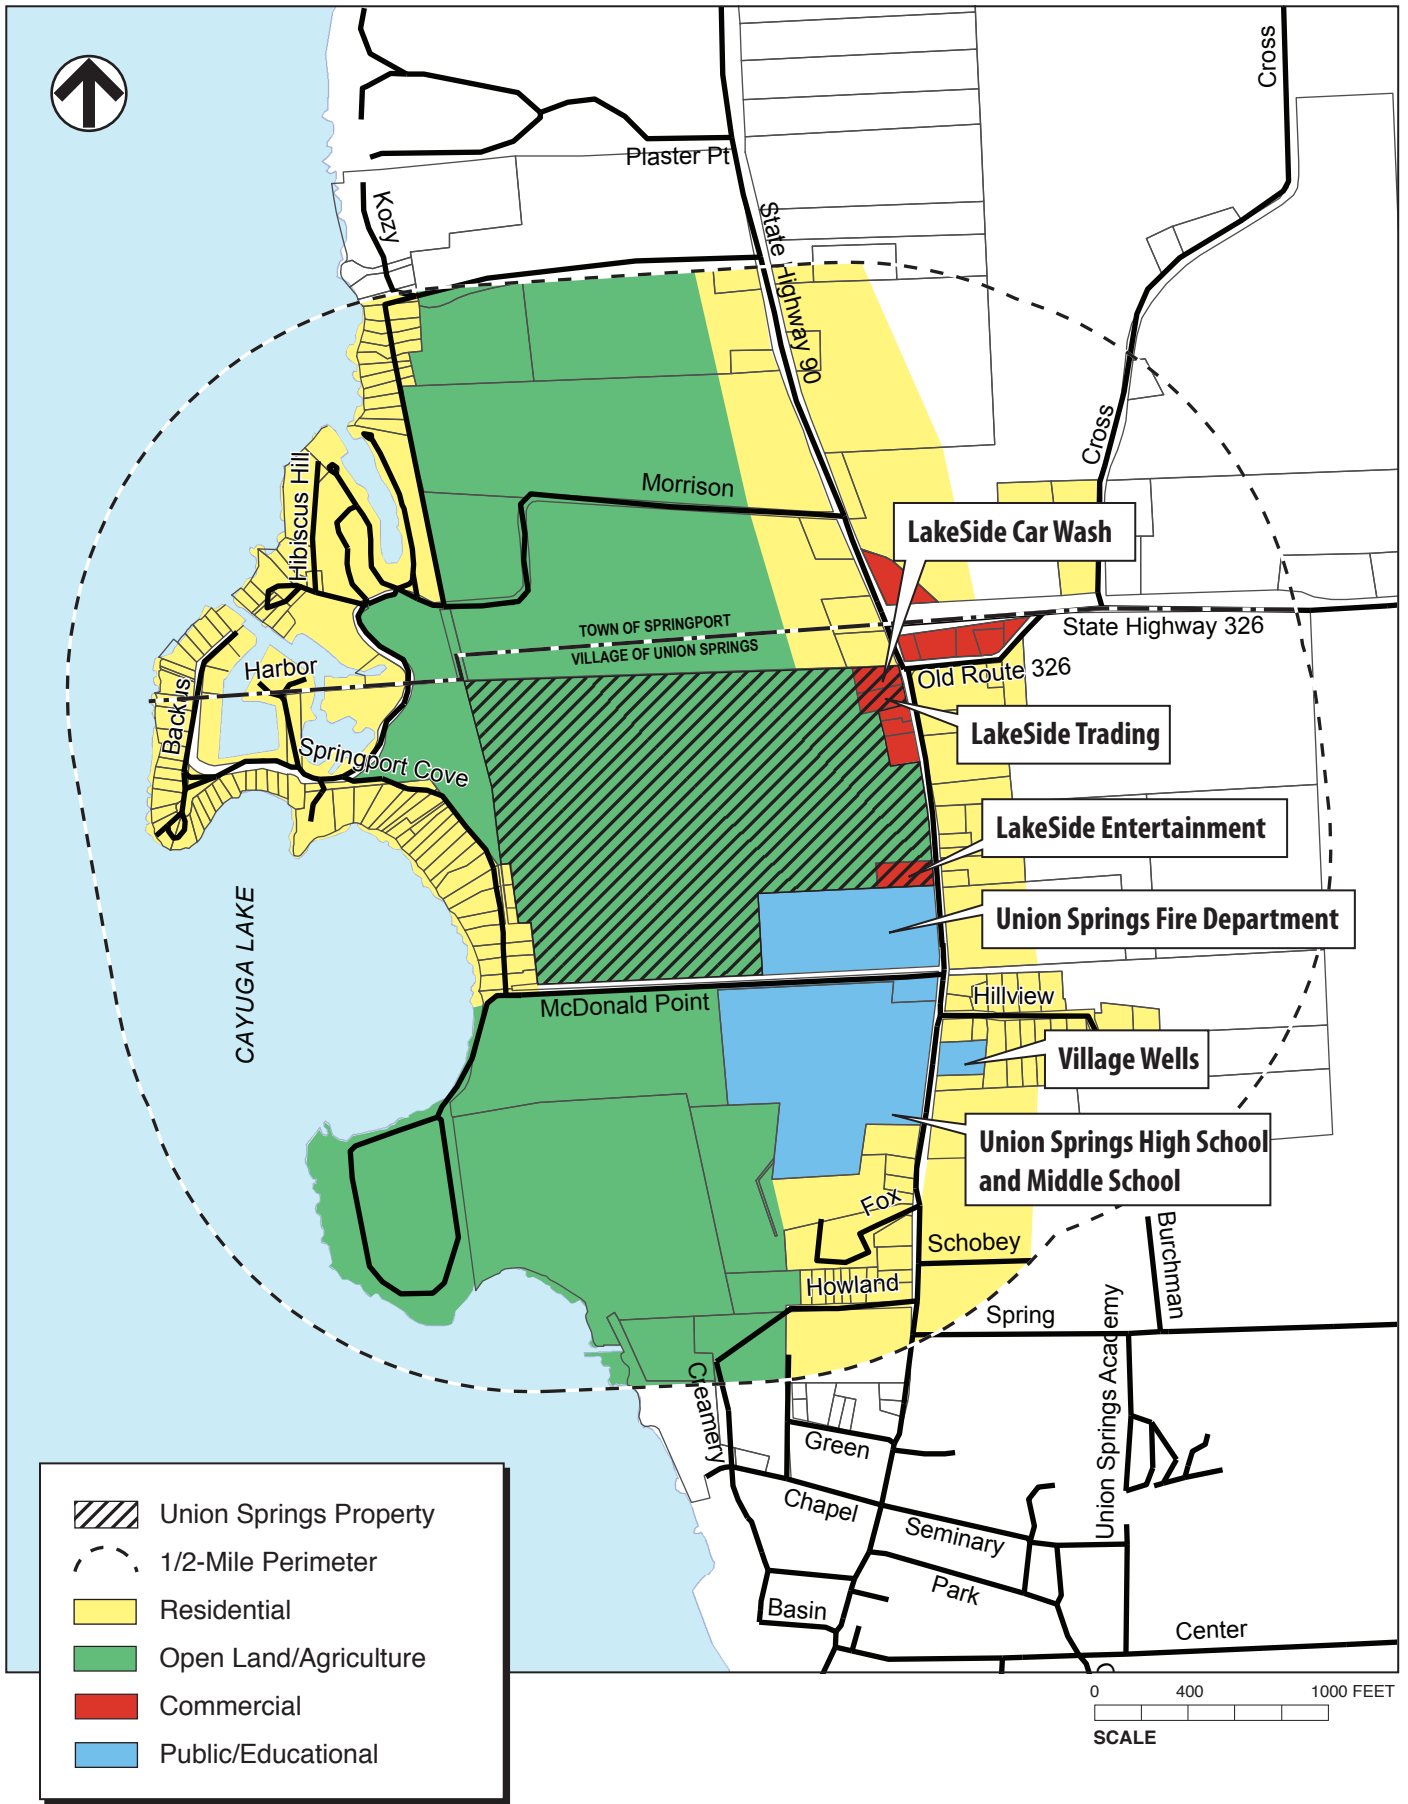 Cross
Plaster Pt
Kozy
State Highway 90
Cross
Morrison
LakeSide Car Wash
Hibiscus Hill
TOWN OF SPRINGPORT
VILLAGE OF UNION SPRINGS
State Highway 326
Old Route 326
Harbor
Backus
LakeSide Trading
Springport Cove
LakeSide Entertainment
Union Springs Fire Department
CAYUGA LAKE
McDonald Point
Hillview
Village Wells
Union Springs High School
and Middle School
Fox
Schobey
Burchman
Howland
Spring
Union Springs Academy
Creamery
Green
Chapel
Seminary
Park
Basin
Center
Union Springs Property
1/2-Mile Perimeter
Residential
Open Land/Agriculture
Commercial
Public/Educational
0 400 1000 FEET
SCALE